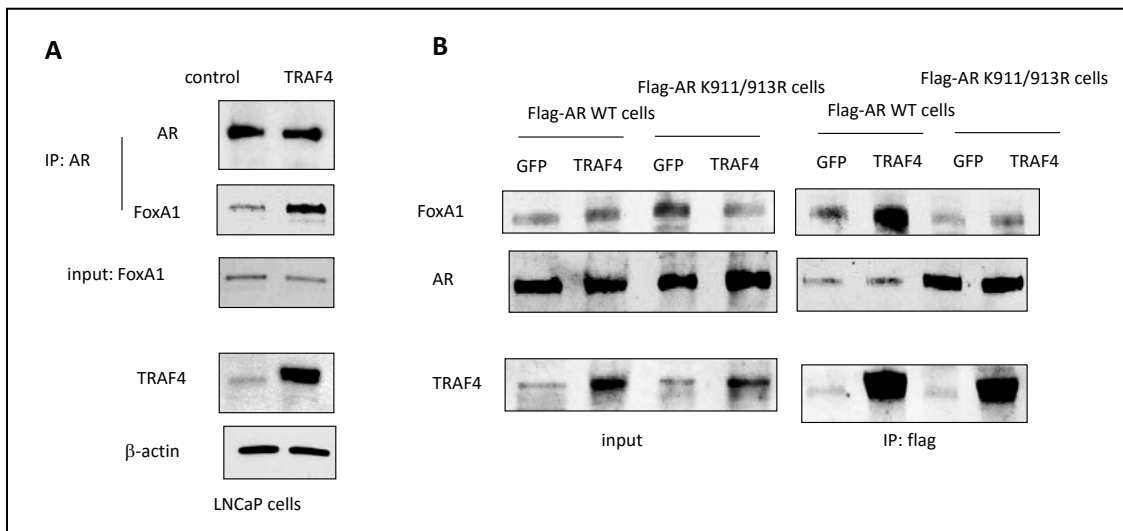 A
control TRAF4
AR
IP: AR
FoxA1
input: FoxA1
TRAF4
β-actin
LNCaP cells
B
Flag-AR K911/913R cells
Flag-AR WT cells
GFP TRAF4 GFP TRAF4
Flag-AR K911/913R cells
Flag-AR WT cells
GFP TRAF4 GFP TRAF4
FoxA1
AR
TRAF4
input
IP: flag